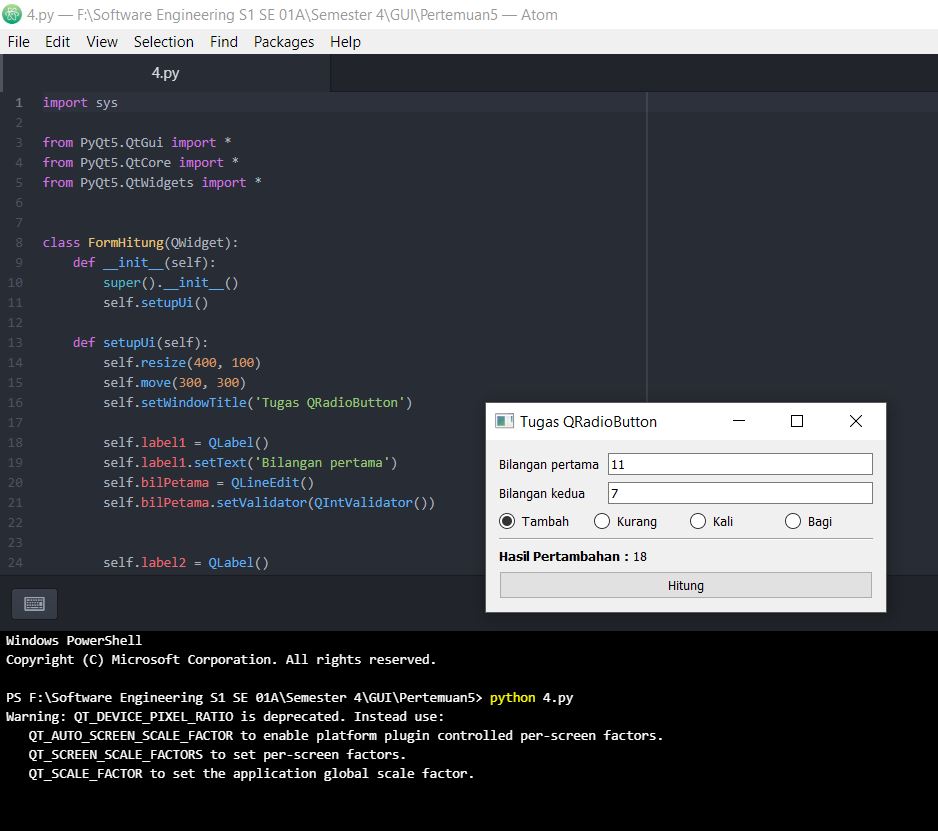 4.py — F:\Software Engineering S1 SE 01A\Semester 4\GUI\Pertemuan5 — Atom
File Edit View Selection Find Packages Help
4.py
1 import sys
2
3 from PyQt5.QtGui import *
4 from PyQt5.QtCore import *
5 from PyQt5.QtWidgets import *
6
7
8 class FormHitung(QWidget):
9     def __init__(self):
10         super().__init__()
11         self.setupUi()
12
13     def setupUi(self):
14         self.resize(400, 100)
15         self.move(300, 300)
16         self.setWindowTitle('Tugas QRadioButton')
17
18         self.label1 = QLabel()
19         self.label1.setText('Bilangan pertama')
20         self.bilPetama = QLineEdit()
21         self.bilPetama.setValidator(QIntValidator())
22
23
24         self.label2 = QLabel()
Tugas QRadioButton
Bilangan pertama 11
Bilangan kedua 7
Tambah Kurang Kali Bagi
Hasil Pertambahan : 18
Hitung
Windows PowerShell
Copyright (C) Microsoft Corporation. All rights reserved.
PS F:\Software Engineering S1 SE 01A\Semester 4\GUI\Pertemuan5> python 4.py
Warning: QT_DEVICE_PIXEL_RATIO is deprecated. Instead use:
   QT_AUTO_SCREEN_SCALE_FACTOR to enable platform plugin controlled per-screen factors.
   QT_SCREEN_SCALE_FACTORS to set per-screen factors.
   QT_SCALE_FACTOR to set the application global scale factor.